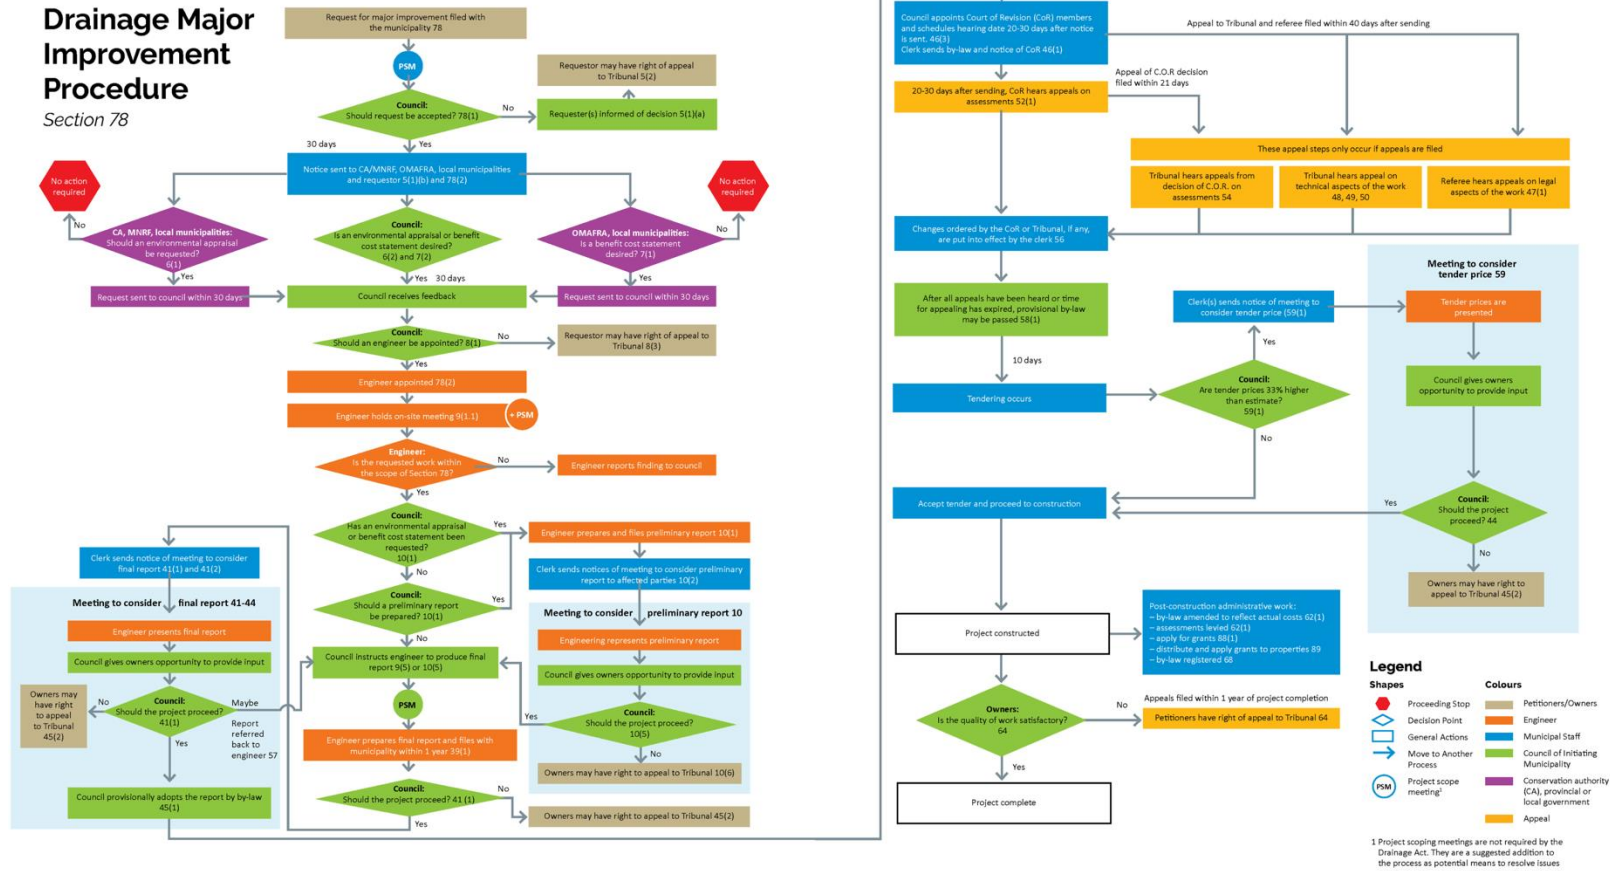 Drainage Major
Improvement
Procedure
Section 78
Request for major improvement filed with
the municipality 78
PSM
Council:
Should request be accepted? 78(1)
No
Requester(s) informed of decision 5(1)(a)
Requestor may have right of appeal
to Tribunal 5(2)
30 days
Yes
Notice sent to CA/MNRF, OMAFRA, local municipalities
and requestor 5(1)(b) and 78(2)
No action
required
No
CA, MNRF, local municipalities:
Should an environmental appraisal
be requested?
6(1)
Yes
Request sent to council within 30 days
Council:
Is an environmental appraisal or benefit
cost statement desired?
6(2) and 7(2)
Yes 30 days
No action
required
No
OMAFRA, local municipalities:
Is a benefit cost statement
desired? 7(1)
Yes
Request sent to council within 30 days
Council receives feedback
Council:
Should an engineer be appointed? 8(1)
No
Requestor may have right of appeal to
Tribunal 8(3)
Yes
Engineer appointed 78(2)
Engineer holds on-site meeting 9(1.1)
+ PSM
Engineer:
Is the requested work within
the scope of Section 78?
No
Engineer reports finding to council
Yes
Council:
Has an environmental appraisal
or benefit cost statement been
requested?
10(1)
Yes
Engineer prepares and files preliminary report 10(1)
No
Clerk sends notices of meeting to consider preliminary
report to affected parties 10(2)
Council:
Should a preliminary report
be prepared? 10(1)
Yes
No
Meeting to consider preliminary report 10
Engineering represents preliminary report
Council gives owners opportunity to provide input
Council:
Should the project proceed?
10(5)
Yes
No
Owners may have right to appeal to Tribunal 10(6)
Council instructs engineer to produce final
report 9(5) or 10(5)
PSM
Engineer prepares final report and files with
municipality within 1 year 39(1)
Council:
Should the project proceed? 41 (1)
No
Owners may have right to appeal to Tribunal 45(2)
Yes
Clerk sends notice of meeting to consider
final report 41(1) and 41(2)
Meeting to consider final report 41-44
Engineer presents final report
Council gives owners opportunity to provide input
Owners may
have right
to appeal
to Tribunal
45(2)
No
Council:
Should the project proceed?
41(1)
Maybe
Report
referred
back to
engineer 57
Yes
Council provisionally adopts the report by by-law
45(1)
Council appoints Court of Revision (CoR) members
and schedules hearing date 20-30 days after notice
is sent. 46(3)
Clerk sends by-law and notice of CoR 46(1)
Appeal to Tribunal and referee filed within 40 days after sending
20-30 days after sending, CoR hears appeals on
assessments 52(1)
Appeal of C.O.R decision
filed within 21 days
These appeal steps only occur if appeals are filed
Tribunal hears appeals from
decision of C.O.R. on
assessments 54
Tribunal hears appeal on
technical aspects of the work
48, 49, 50
Referee hears appeals on legal
aspects of the work 47(1)
Changes ordered by the CoR or Tribunal, if any,
are put into effect by the clerk 56
After all appeals have been heard or time
for appealing has expired, provisional by-law
may be passed 58(1)
10 days
Tendering occurs
Council:
Are tender prices 33% higher
than estimate?
59(1)
Yes
Clerk(s) sends notice of meeting to
consider tender price (59(1)
No
Meeting to consider
tender price 59
Tender prices are
presented
Council gives owners
opportunity to provide input
Council:
Should the project
proceed? 44
Yes
No
Owners may have right to
appeal to Tribunal 45(2)
Accept tender and proceed to construction
Project constructed
Post-construction administrative work:
– by-law amended to reflect actual costs 62(1)
– assessments levied 62(1)
– apply for grants 88(1)
– distribute and apply grants to properties 89
– by-law registered 68
Owners:
Is the quality of work satisfactory?
64
No
Appeals filed within 1 year of project completion
Petitioners have right of appeal to Tribunal 64
Yes
Project complete
Legend
Shapes
Proceeding Stop
Decision Point
General Actions
Move to Another
Process
PSM
Project scope
meeting¹
Colours
Petitioners/Owners
Engineer
Municipal Staff
Council of Initiating
Municipality
Conservation authority
(CA), provincial or
local government
Appeal
1 Project scoping meetings are not required by the
Drainage Act. They are a suggested addition to
the process as potential means to resolve issues